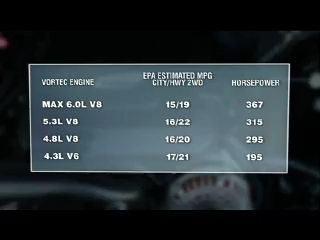 VORTEC ENGINE EPA ESTIMATED MPG CITY/HWY 2WD HORSEPOWER
MAX 6.0L V8 15/19 367
5.3L V8 16/22 315
4.8L V8 16/20 295
4.3L V6 17/21 195